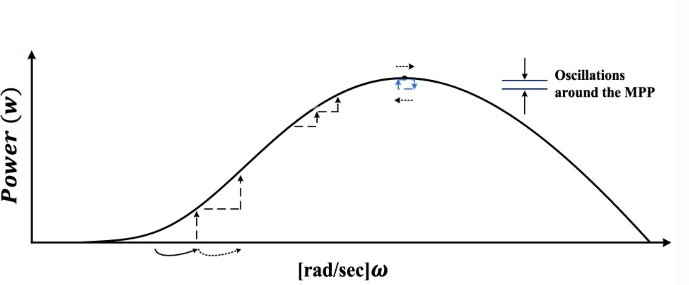 Power (w)
Oscillations
around the MPP
[rad/sec]ω